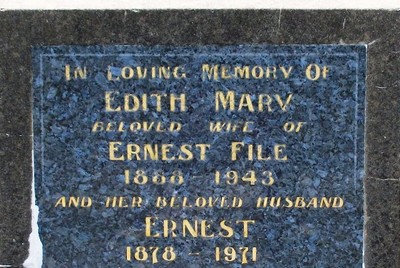 In Loving Memory Of
EDITH MARY
BELOVED WIFE OF
ERNEST FILE
1888 - 1943
AND HER BELOVED HUSBAND
ERNEST
1878 - 1971